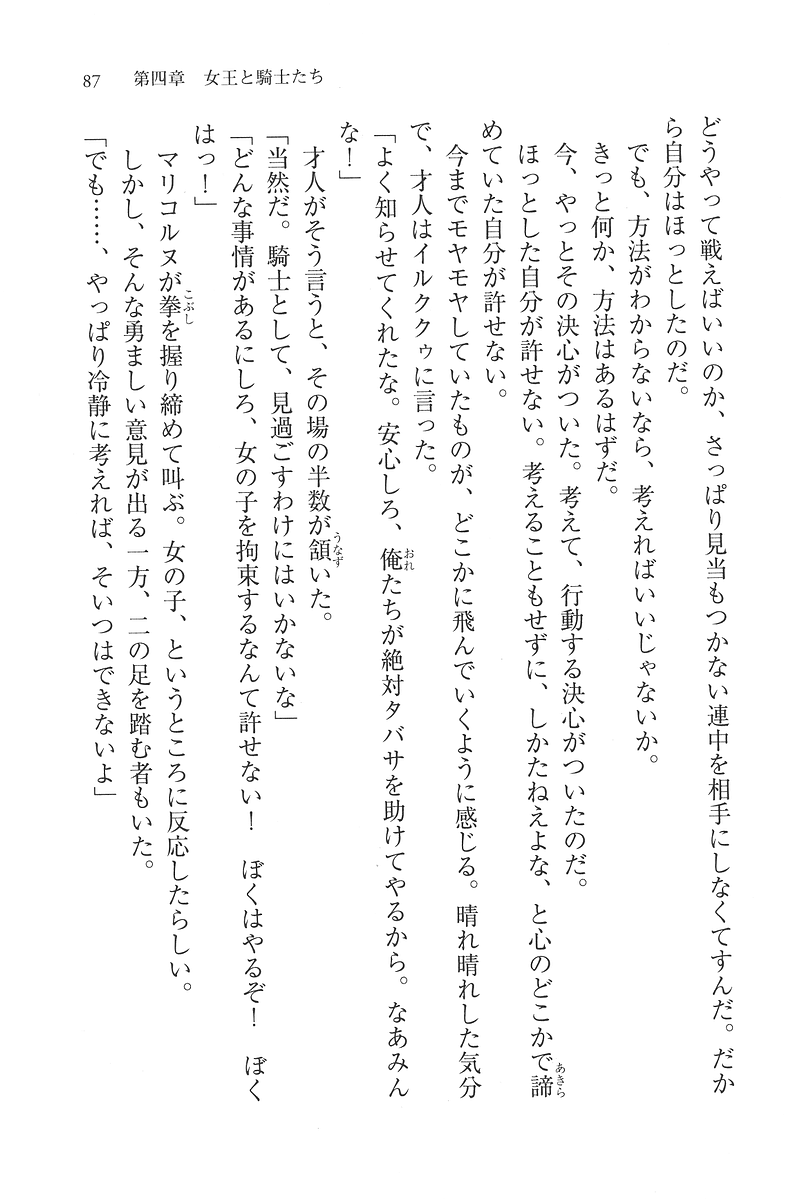 87　第四章　女王と騎士たち
どうやって戦えばいいのか、さっぱり見当もつかない連中を相手にしなくてすんだ。だか
ら自分はほっとしたのだ。
でも、方法がわからないなら、考えればいいじゃないか。
きっと何か、方法はあるはずだ。
今、やっとその決心がついた。考えて、行動する決心がついたのだ。
ほっとした自分が許せない。考えることもせずに、しかたねえよな、と心のどこかで諦
めていた自分が許せない。
今までモヤモヤしていたものが、どこかに飛んでいくように感じる。晴れ晴れした気分
で、才人はイルククゥに言った。
「よく知らせてくれたな。安心しろ、俺たちが絶対タバサを助けてやるから。なあみん
な！」
才人がそう言うと、その場の半数が頷いた。
「当然だ。騎士として、見過ごすわけにはいかないな」
「どんな事情があるにしろ、女の子を拘束するなんて許せない！　ぼくはやるぞ！　ぼく
はっ！」
マリコルヌが拳を握り締めて叫ぶ。女の子、というところに反応したらしい。
しかし、そんな勇ましい意見が出る一方、二の足を踏む者もいた。
「でも……、やっぱり冷静に考えれば、そいつはできないよ」